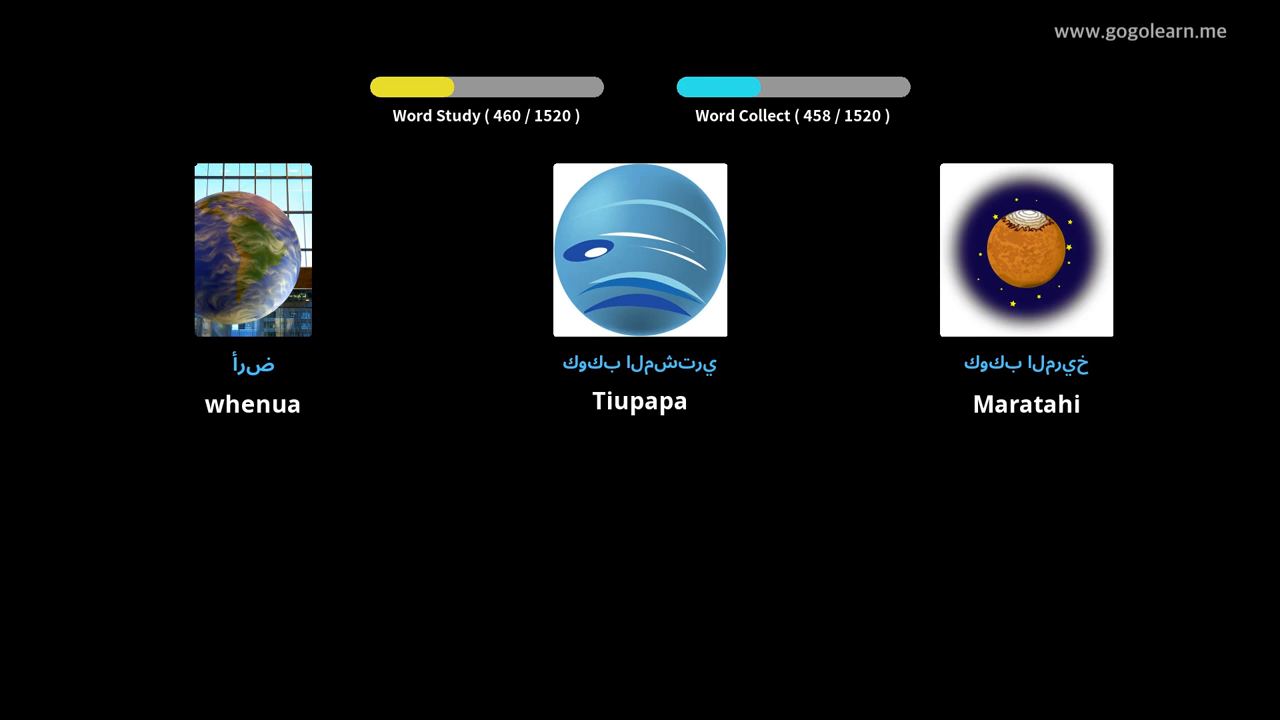 www.gogolearn.me
Word Study ( 460 / 1520 )
Word Collect ( 458 / 1520 )
أرض
كوكب المشتري
كوكب المريخ
whenua
Tiupapa
Maratahi